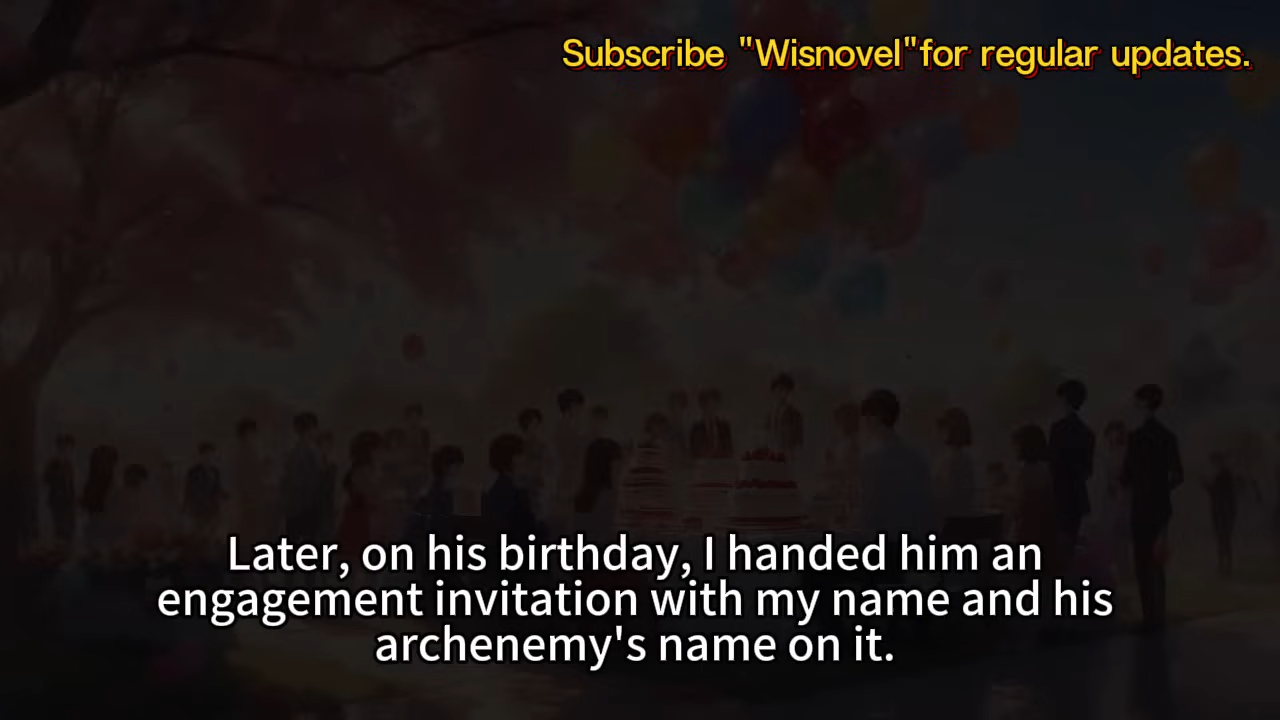 Subscribe "Wisnovel"for regular updates.
Later, on his birthday, I handed him an
engagement invitation with my name and his
archenemy's name on it.